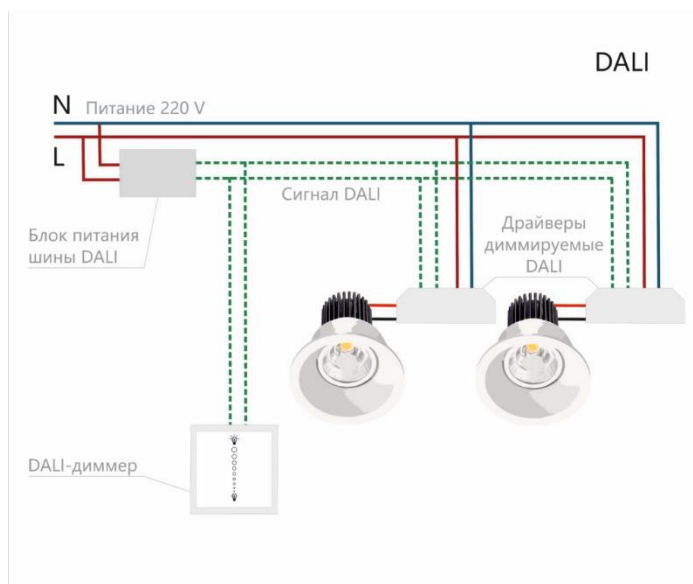 DALI
N Питание 220 V
L
Сигнал DALI
Блок питания
шины DALI
Драйверы
диммируемые
DALI
DALI-диммер